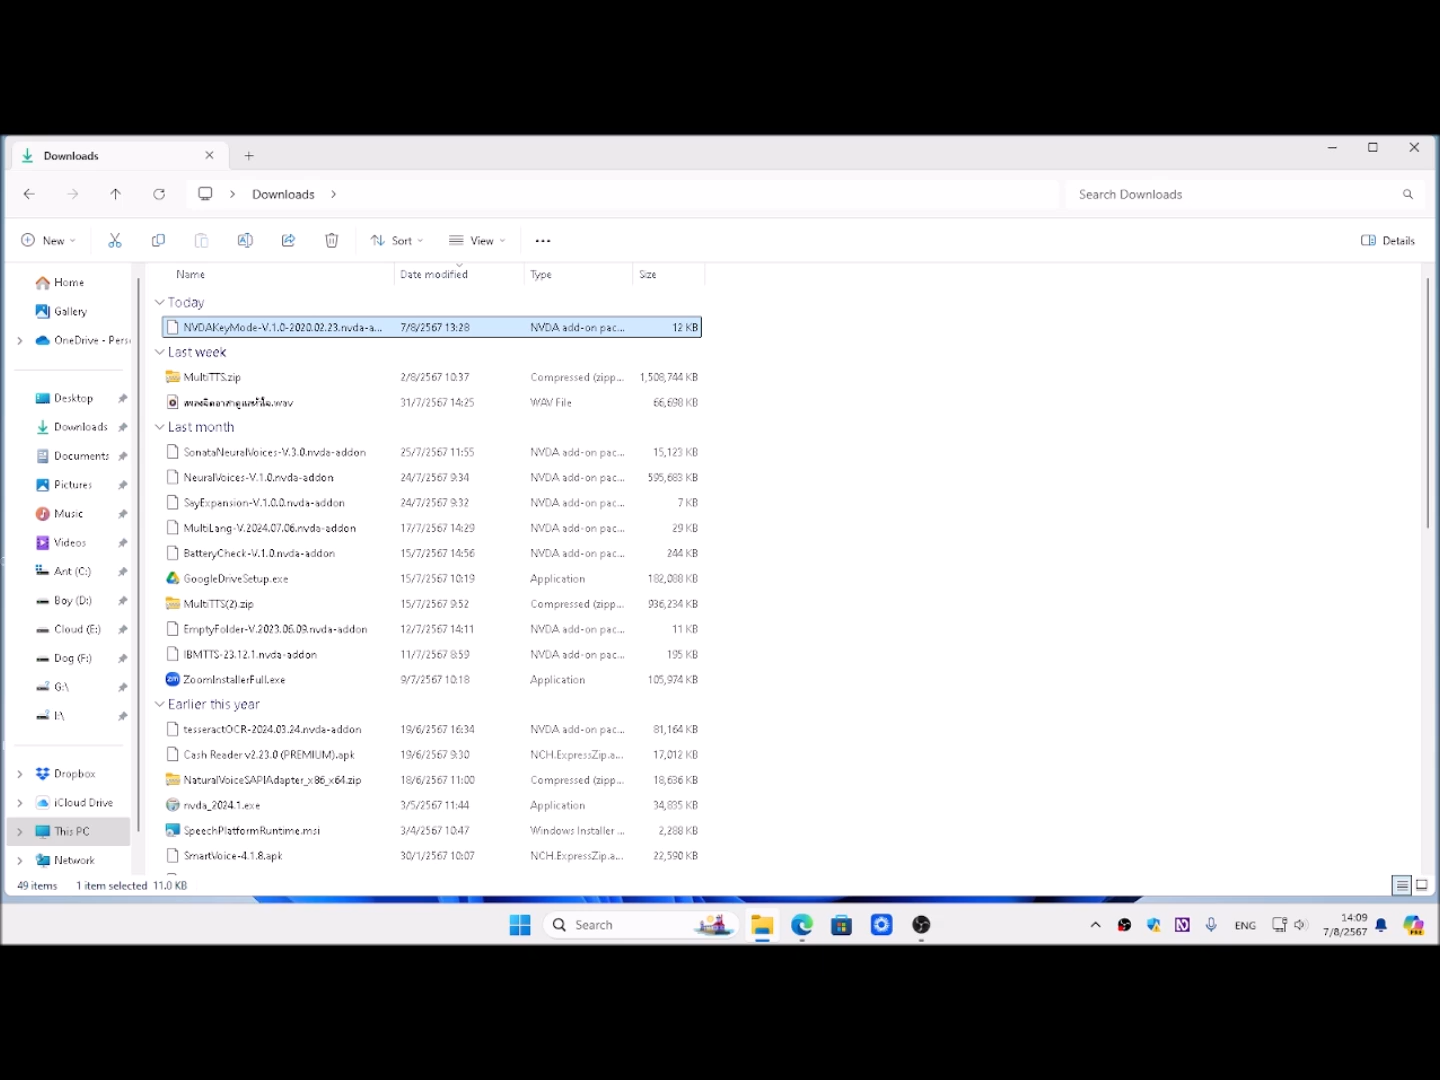 Downloads
Downloads
Search Downloads
New
Sort
View
Details
Name Date modified Type Size
Home
Gallery
OneDrive - Pers
Desktop
Downloads
Documents
Pictures
Music
Videos
Ant (C:)
Boy (D:)
Cloud (E:)
Dog (F:)
G:\
I:\
Dropbox
iCloud Drive
This PC
Network
Today
NVDAKeyMode-V.1.0-2020.02.23.nvda-a... 7/8/2567 13:28 NVDA add-on pac... 12 KB
Last week
MultiTTS.zip 2/8/2567 10:37 Compressed (zipp... 1,508,744 KB
.wav 31/7/2567 14:25 WAV File 66,698 KB
Last month
SonataNeuralVoices-V.3.0.nvda-addon 25/7/2567 11:55 NVDA add-on pac... 15,123 KB
NeuralVoices-V.1.0.nvda-addon 24/7/2567 9:34 NVDA add-on pac... 595,683 KB
SayExpansion-V.1.0.0.nvda-addon 24/7/2567 9:32 NVDA add-on pac... 7 KB
MultiLang-V.2024.07.06.nvda-addon 17/7/2567 14:29 NVDA add-on pac... 29 KB
BatteryCheck-V.1.0.nvda-addon 15/7/2567 14:56 NVDA add-on pac... 244 KB
GoogleDriveSetup.exe 15/7/2567 10:19 Application 182,088 KB
MultiTTS(2).zip 15/7/2567 9:52 Compressed (zipp... 936,234 KB
EmptyFolder-V.2023.06.09.nvda-addon 12/7/2567 14:11 NVDA add-on pac... 11 KB
IBMTTS-23.12.1.nvda-addon 11/7/2567 8:59 NVDA add-on pac... 195 KB
ZoomInstallerFull.exe 9/7/2567 10:18 Application 105,974 KB
Earlier this year
tesseractOCR-2024.03.24.nvda-addon 19/6/2567 16:34 NVDA add-on pac... 81,164 KB
Cash Reader v2.23.0 (PREMIUM).apk 19/6/2567 9:30 NCH.ExpressZip.a... 17,012 KB
NaturalVoiceSAPIAdapter_x86_x64.zip 18/6/2567 11:00 Compressed (zipp... 18,636 KB
nvda_2024.1.exe 3/5/2567 11:44 Application 34,835 KB
SpeechPlatformRuntime.msi 3/4/2567 10:47 Windows Installer ... 2,288 KB
SmartVoice-4.1.8.apk 30/1/2567 10:07 NCH.ExpressZip.a... 22,590 KB
49 items 1 item selected 11.0 KB
Search
ENG
14:09
7/8/2567